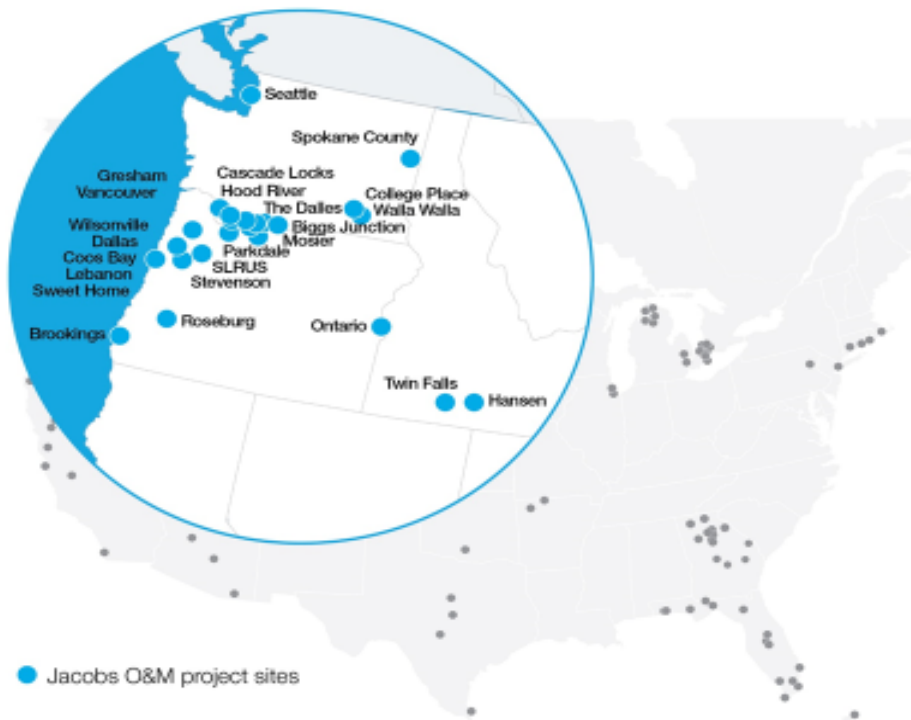 Seattle
Spokane County
Gresham
Vancouver
Cascade Locks
Hood River
The Dalles
College Place
Walla Walla
Biggs Junction
Mosier
Parkdale
SLRUS
Stevenson
Wilsonville
Dallas
Coos Bay
Lebanon
Sweet Home
Brookings
Roseburg
Ontario
Twin Falls
Hansen
Jacobs O&M project sites